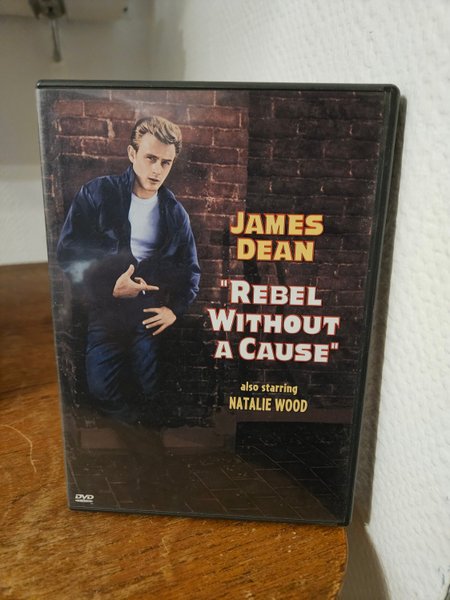 JAMES
DEAN
"REBEL
WITHOUT
A CAUSE"
also starring
NATALIE WOOD
DVD